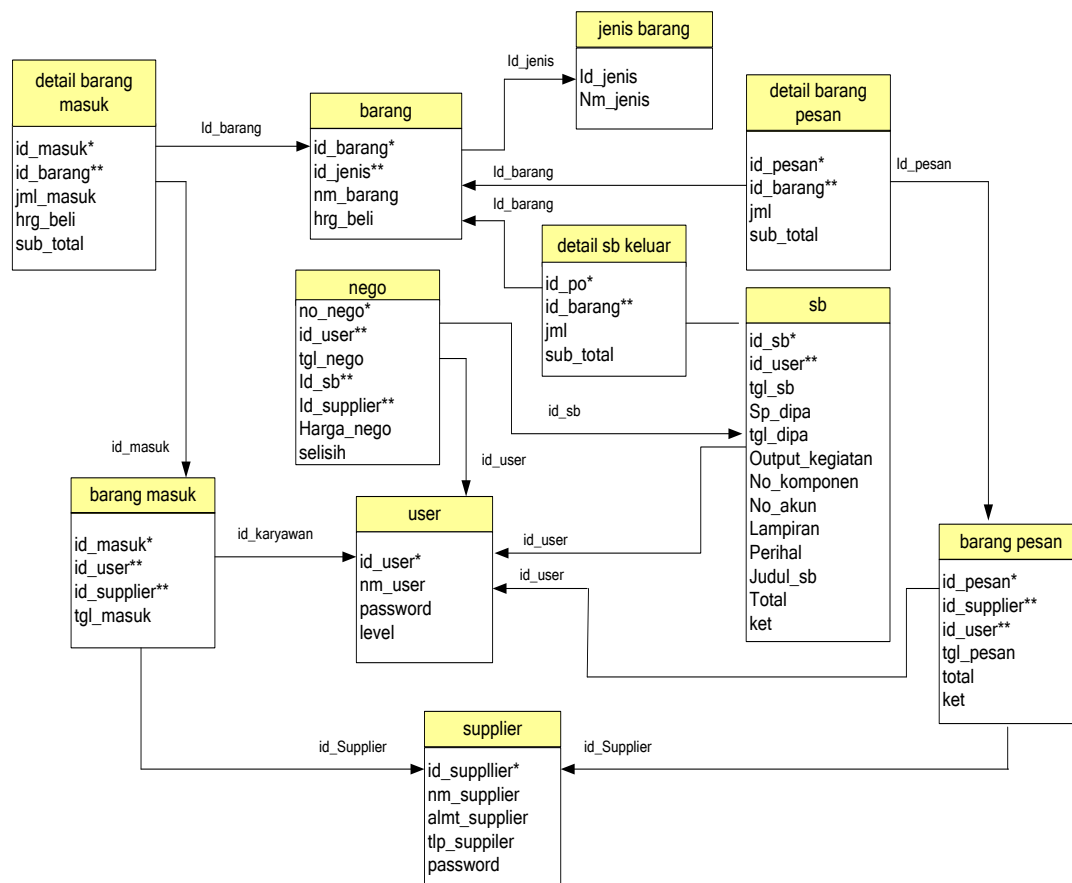 jenis barang
Id_jenis
Nm_jenis
detail barang
masuk
id_masuk*
id_barang**
jml_masuk
hrg_beli
sub_total
Id_barang
barang
id_barang*
id_jenis**
nm_barang
hrg_beli
Id_jenis
detail barang
pesan
id_pesan*
id_barang**
jml
sub_total
Id_barang
Id_barang
Id_pesan
detail sb keluar
id_po*
id_barang**
jml
sub_total
nego
no_nego*
id_user**
tgl_nego
Id_sb**
Id_supplier**
Harga_nego
selisih
sb
id_sb*
id_user**
tgl_sb
Sp_dipa
tgl_dipa
Output_kegiatan
No_komponen
No_akun
Lampiran
Perihal
Judul_sb
Total
ket
id_sb
id_masuk
id_user
barang masuk
id_masuk*
id_user**
id_supplier**
tgl_masuk
id_karyawan
user
id_user*
nm_user
password
level
id_user
id_user
barang pesan
id_pesan*
id_supplier**
id_user**
tgl_pesan
total
ket
id_Supplier
id_Supplier
supplier
id_suppllier*
nm_supplier
almt_supplier
tlp_suppiler
password